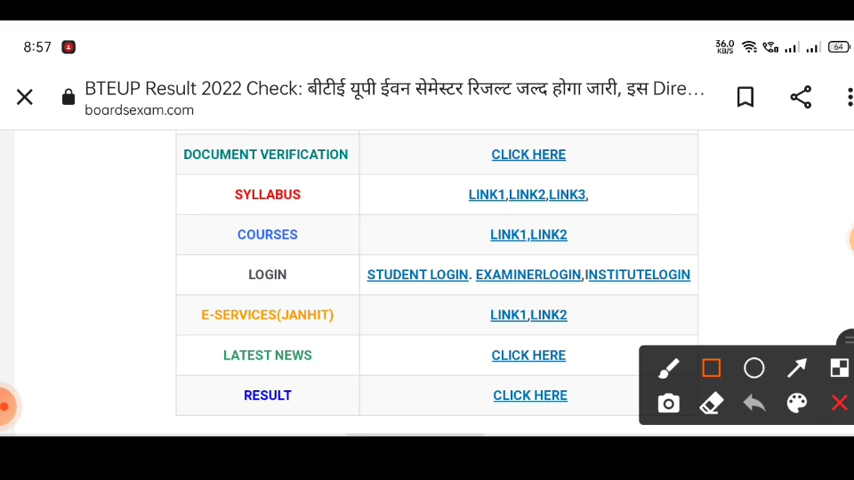 8:57
36.0 KB/S
64
BTEUP Result 2022 Check: बीटीई यूपी ईवन सेमेस्टर रिजल्ट जल्द होगा जारी, इस Dire...
boardsexam.com
DOCUMENT VERIFICATION CLICK HERE
SYLLABUS LINK1,LINK2,LINK3,
COURSES LINK1,LINK2
LOGIN STUDENT LOGIN. EXAMINERLOGIN,INSTITUTELOGIN
E-SERVICES(JANHIT) LINK1,LINK2
LATEST NEWS CLICK HERE
RESULT CLICK HERE